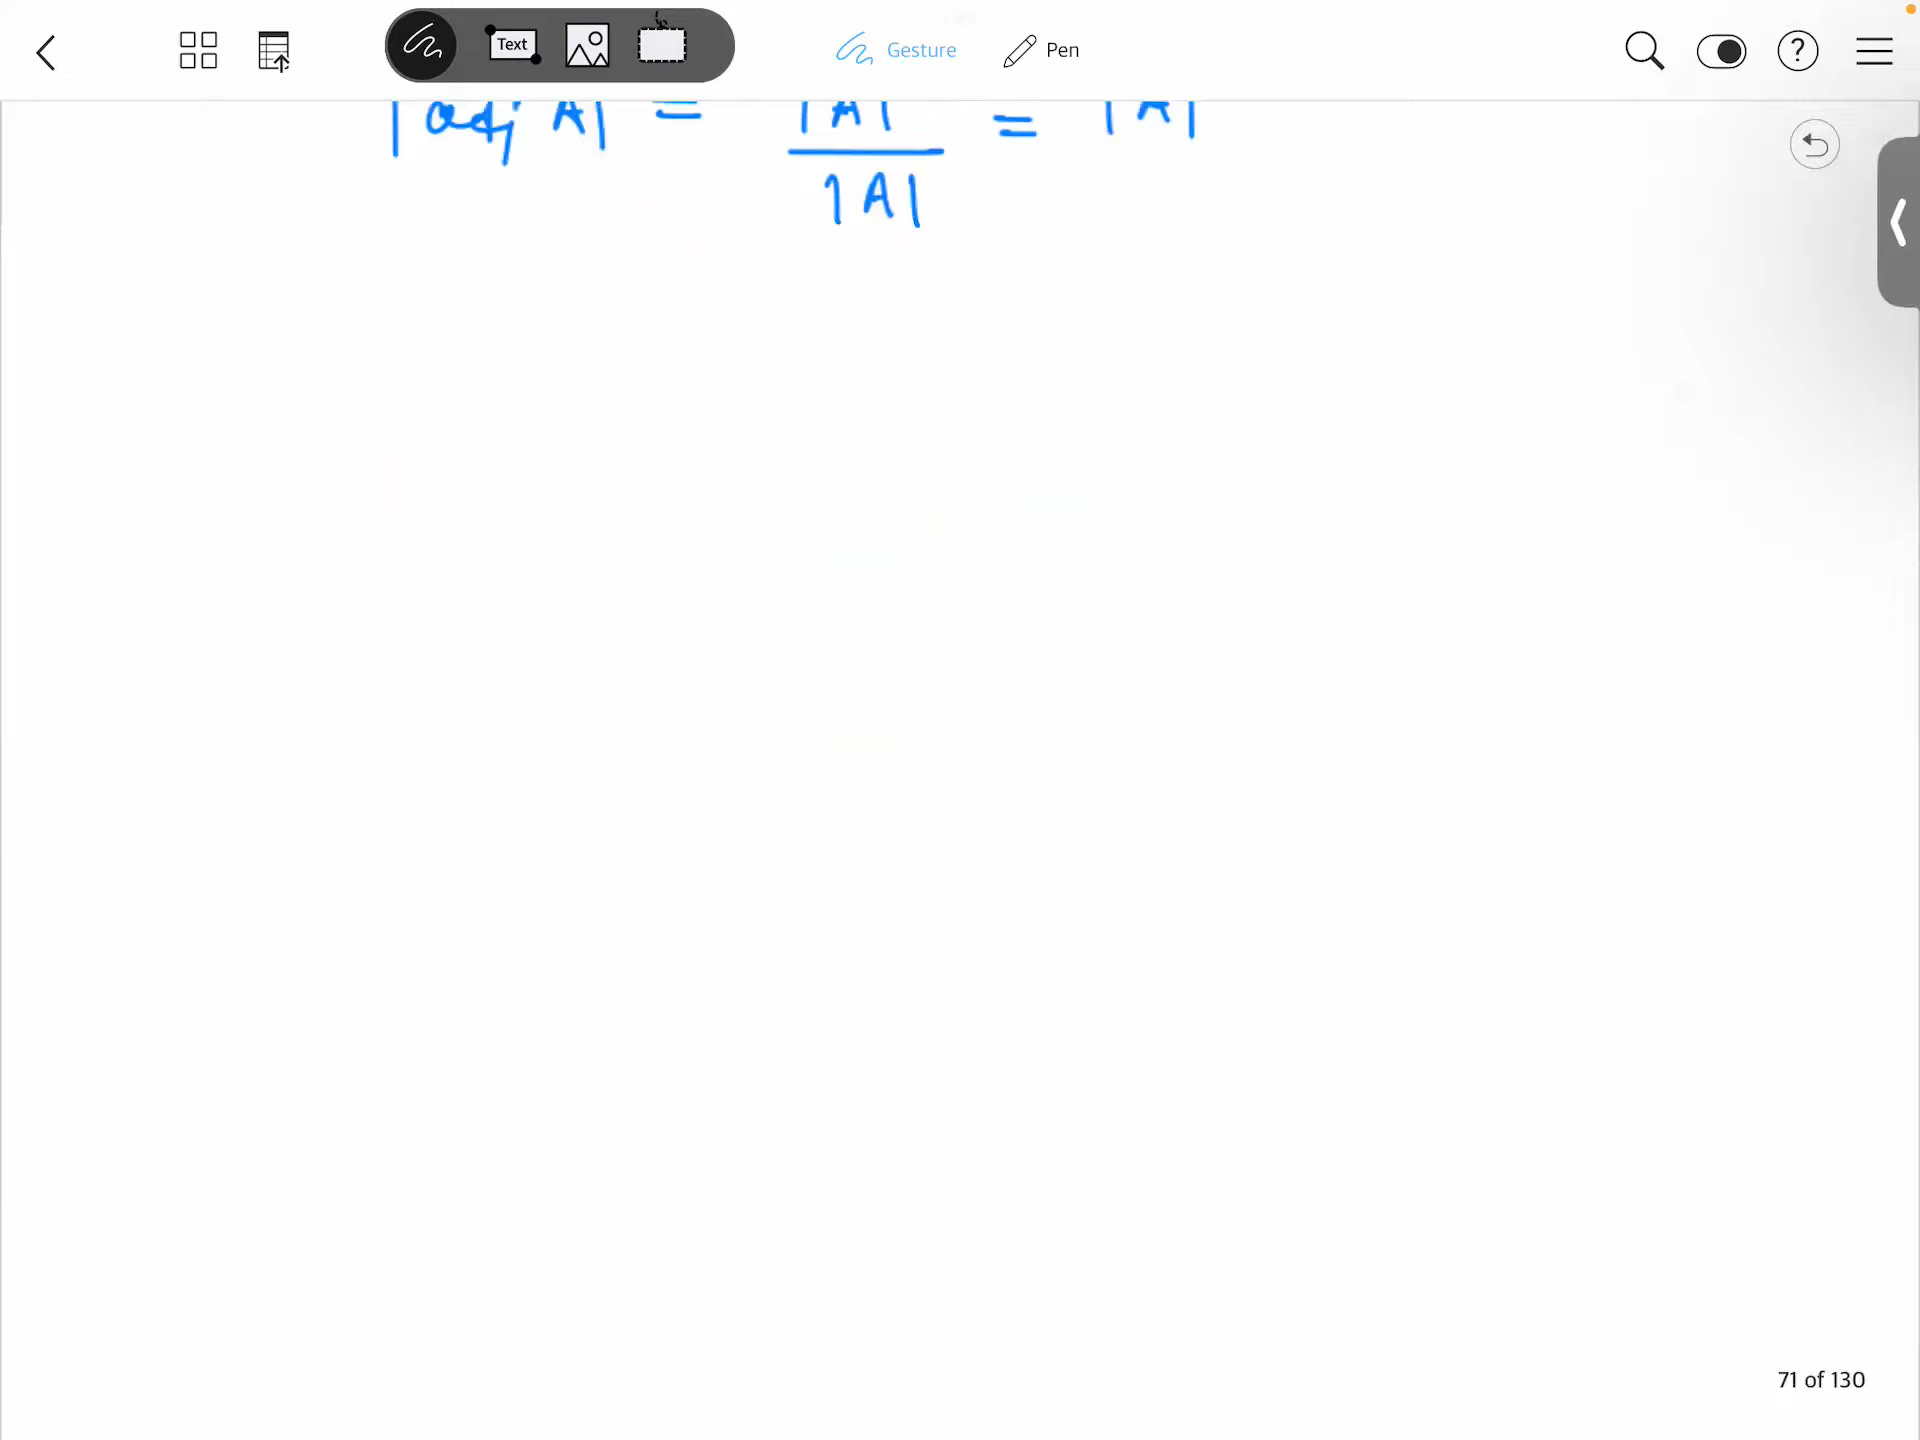 Text
Gesture
Pen
?
|adj A| = |A| = |A|
|A|
71 of 130